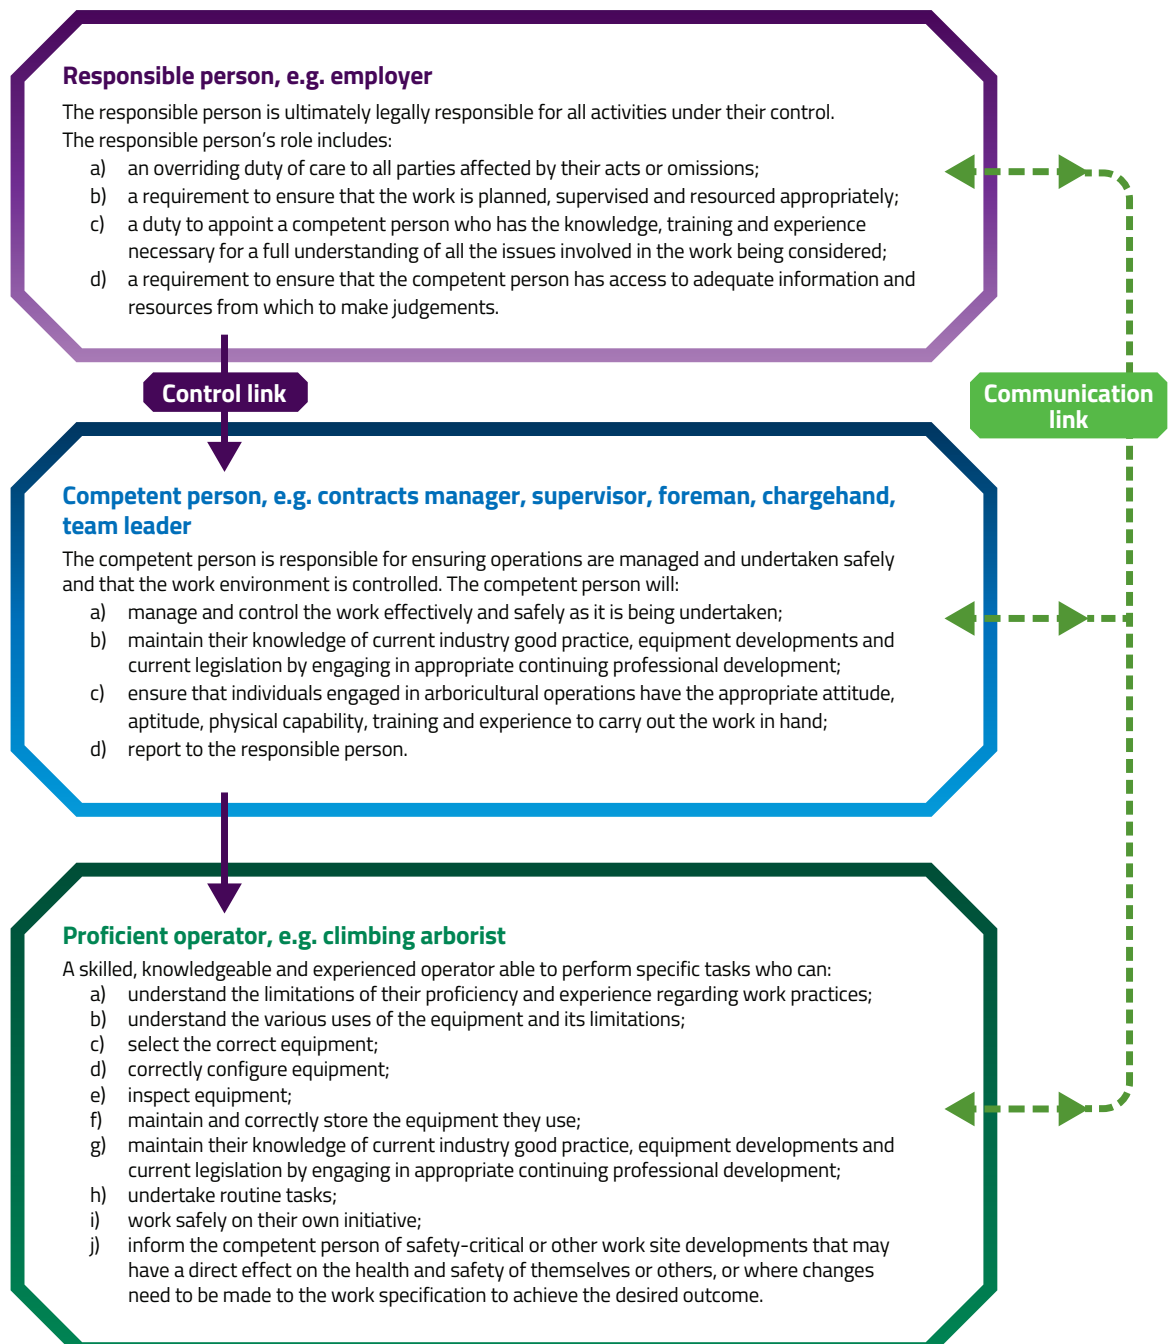 Responsible person, e.g. employer
The responsible person is ultimately legally responsible for all activities under their control.
The responsible person’s role includes:
a) an overriding duty of care to all parties affected by their acts or omissions;
b) a requirement to ensure that the work is planned, supervised and resourced appropriately;
c) a duty to appoint a competent person who has the knowledge, training and experience
necessary for a full understanding of all the issues involved in the work being considered;
d) a requirement to ensure that the competent person has access to adequate information and
resources from which to make judgements.
Control link
Communication
link
Competent person, e.g. contracts manager, supervisor, foreman, chargehand,
team leader
The competent person is responsible for ensuring operations are managed and undertaken safely
and that the work environment is controlled. The competent person will:
a) manage and control the work effectively and safely as it is being undertaken;
b) maintain their knowledge of current industry good practice, equipment developments and
current legislation by engaging in appropriate continuing professional development;
c) ensure that individuals engaged in arboricultural operations have the appropriate attitude,
aptitude, physical capability, training and experience to carry out the work in hand;
d) report to the responsible person.
Proficient operator, e.g. climbing arborist
A skilled, knowledgeable and experienced operator able to perform specific tasks who can:
a) understand the limitations of their proficiency and experience regarding work practices;
b) understand the various uses of the equipment and its limitations;
c) select the correct equipment;
d) correctly configure equipment;
e) inspect equipment;
f) maintain and correctly store the equipment they use;
g) maintain their knowledge of current industry good practice, equipment developments and
current legislation by engaging in appropriate continuing professional development;
h) undertake routine tasks;
i) work safely on their own initiative;
j) inform the competent person of safety-critical or other work site developments that may
have a direct effect on the health and safety of themselves or others, or where changes
need to be made to the work specification to achieve the desired outcome.